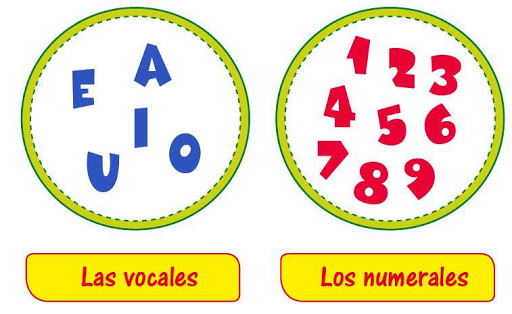 A
E
I
O
U
1 2 3
4 5 6
7 8 9
Las vocales
Los numerales